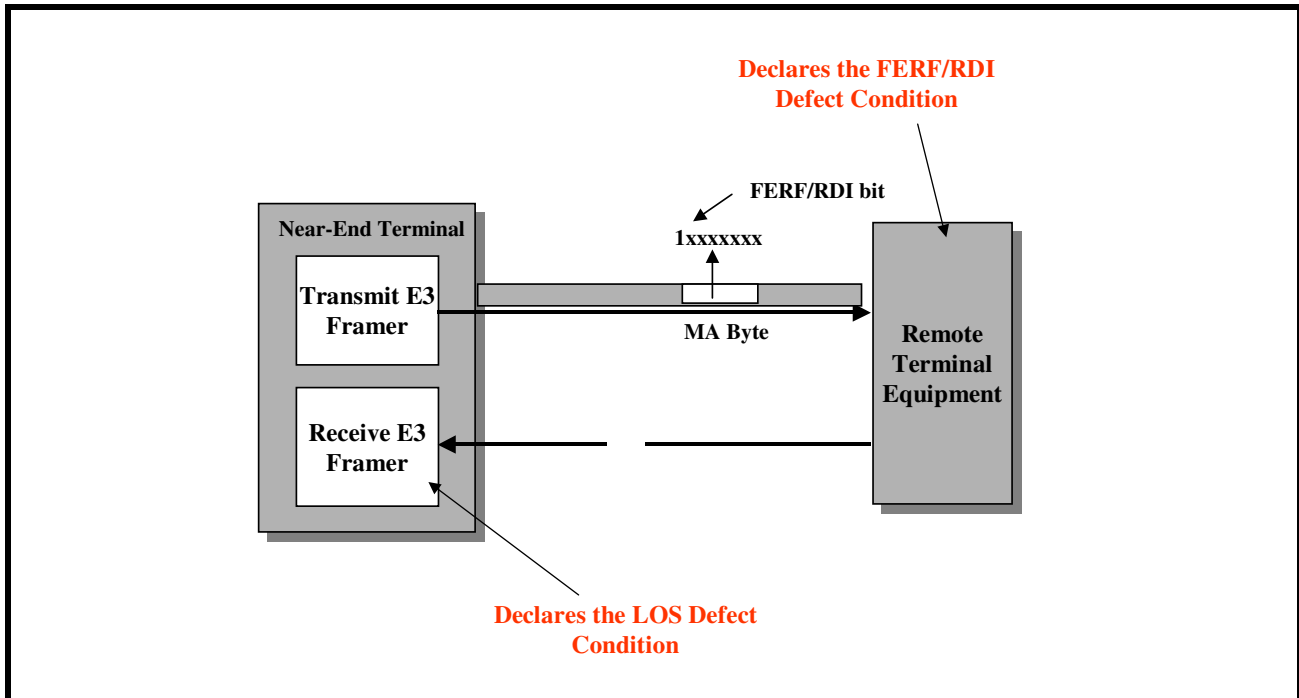 Declares the FERF/RDI
Defect Condition
FERF/RDI bit
1xxxxxxx
Near-End Terminal
Transmit E3
Framer
MA Byte
Remote
Terminal
Equipment
Receive E3
Framer
Declares the LOS Defect
Condition